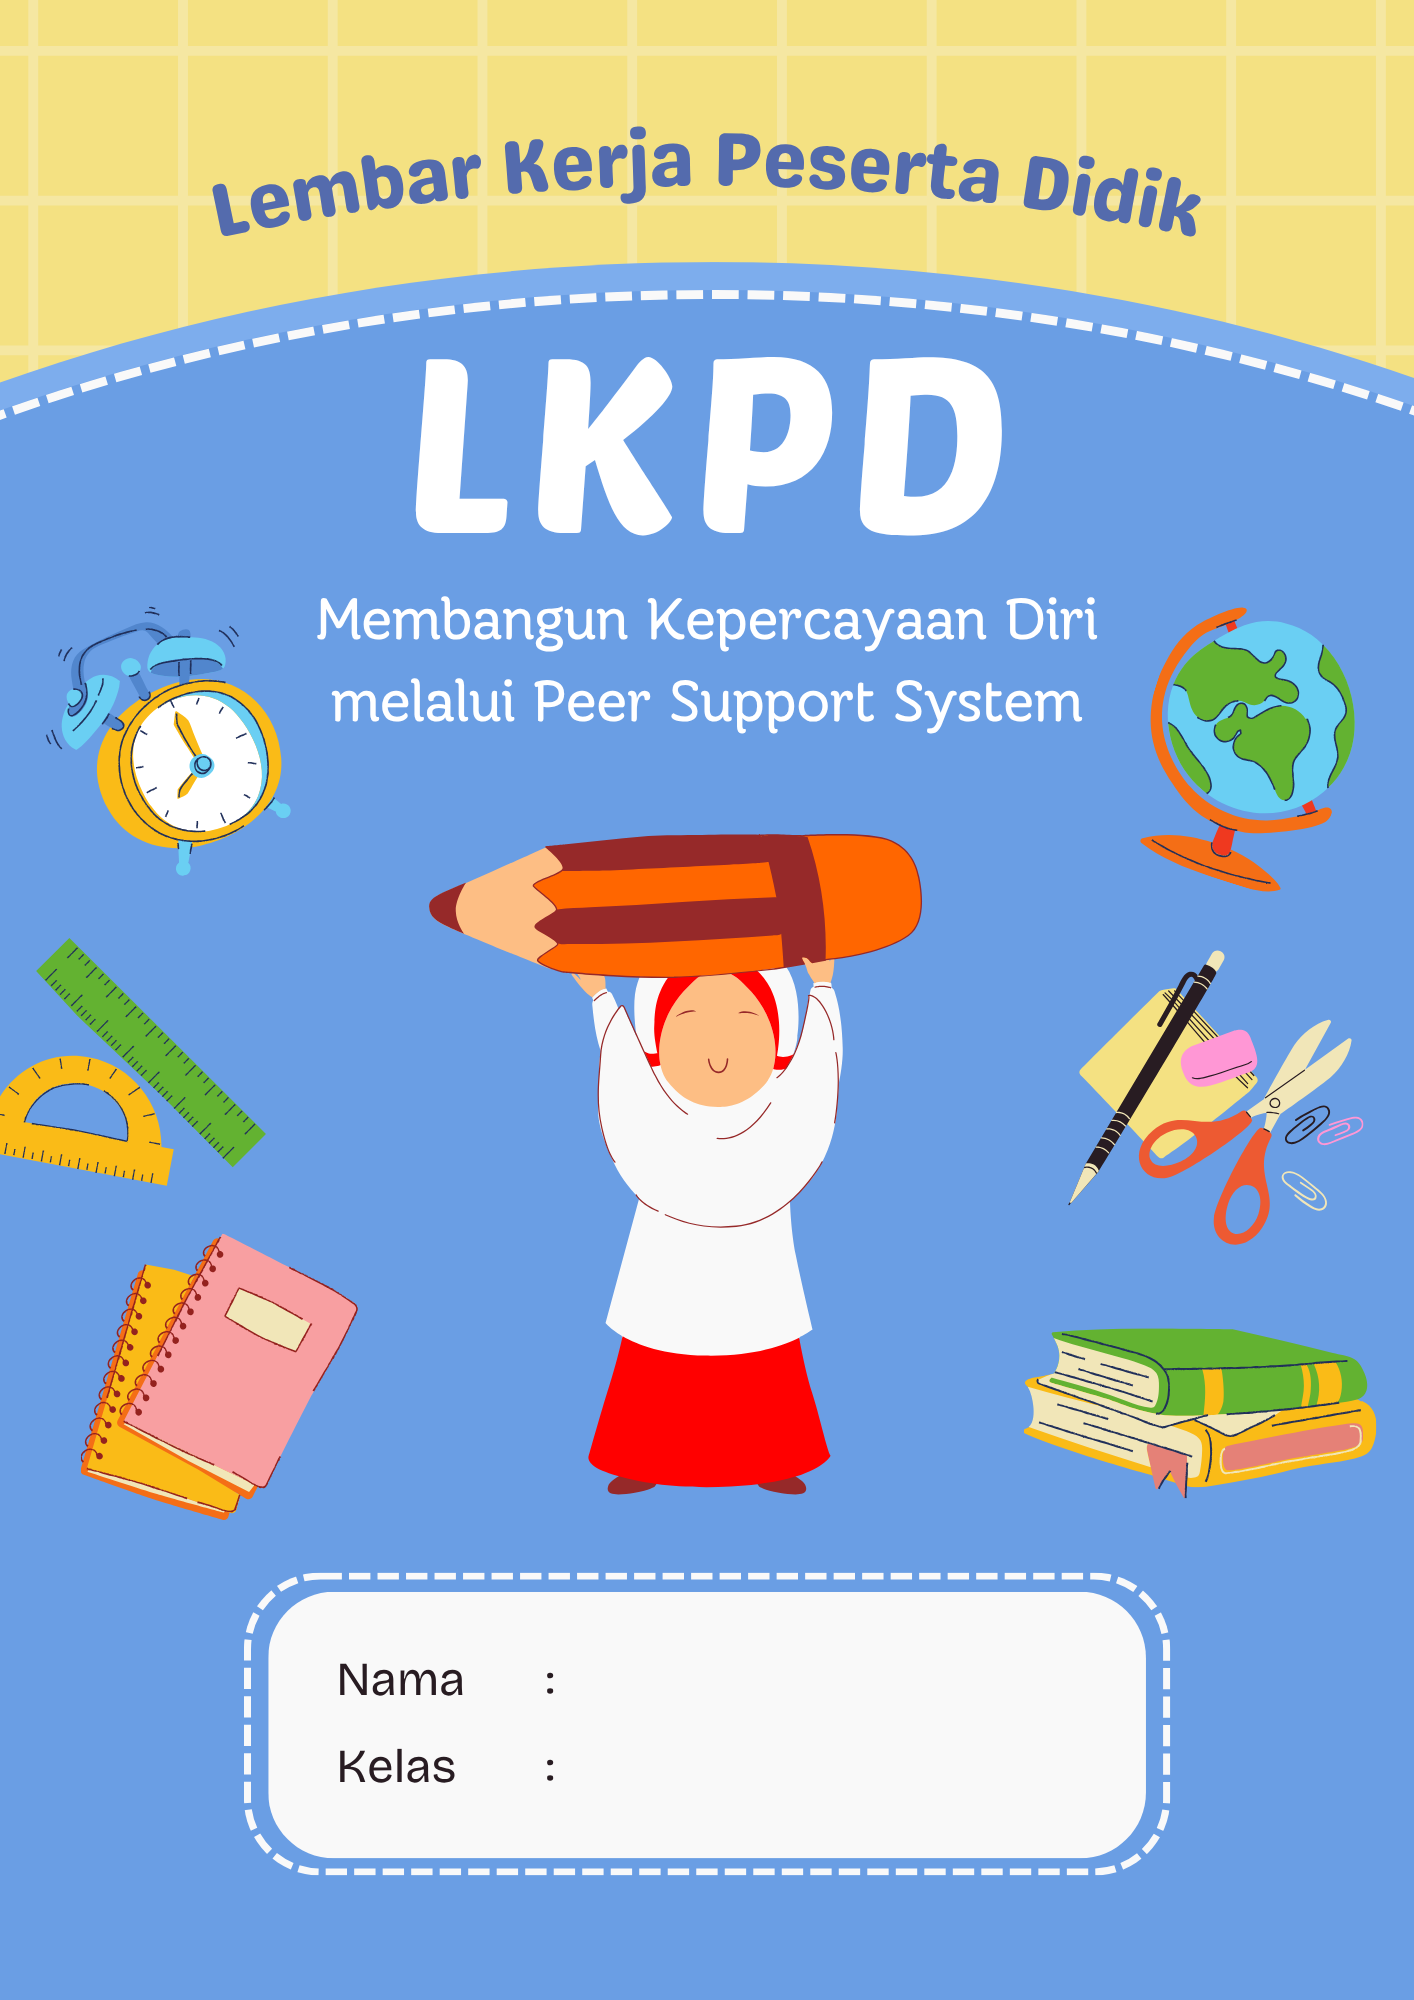 Lembar Kerja Peserta Didik
LKPD
Membangun Kepercayaan Diri
melalui Peer Support System
Nama :
Kelas :